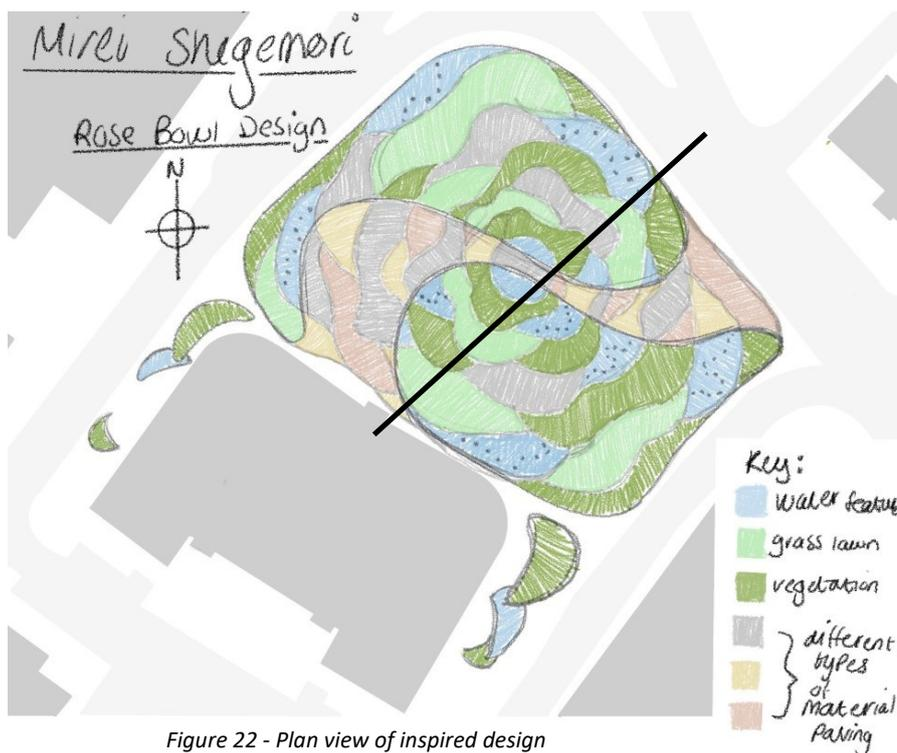 Mirei Shigemori
Rose Bowl Design
N
Key:
water featu
grass lawn
vegetation
different
types
of
material
paving
Figure 22 - Plan view of inspired design